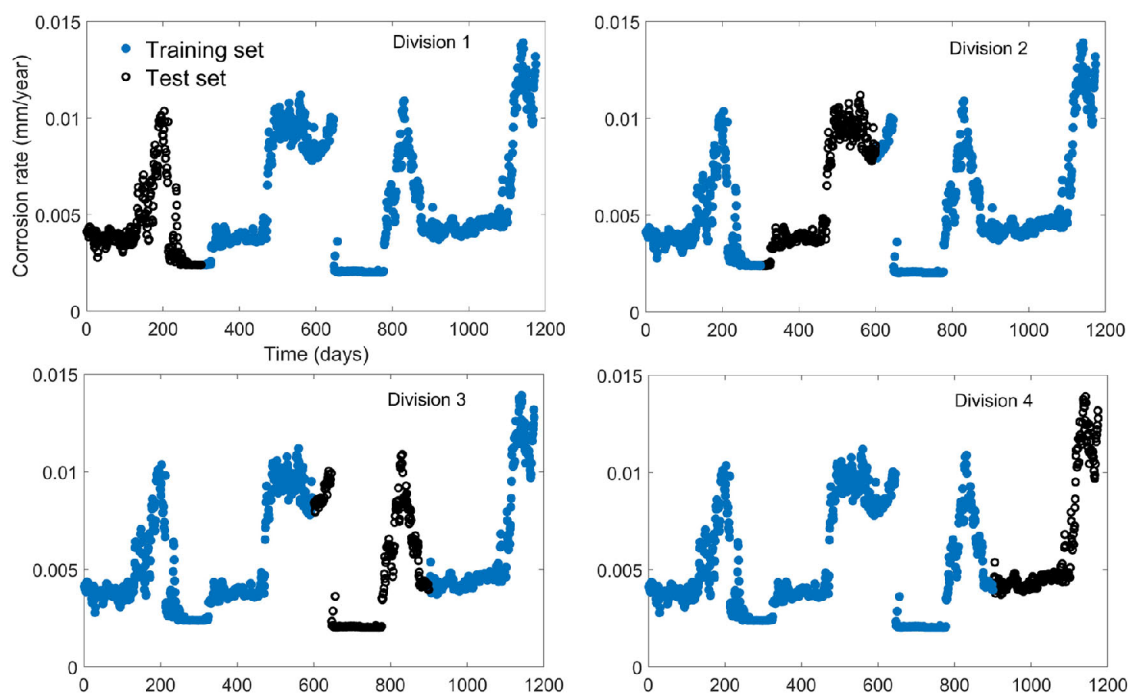 0.015
Training set
Test set
Division 1
0.01
0.005
0
Corrosion rate (mm/year)
0 200 400 600 800 1000 1200
Time (days)
0.015
Division 2
0.01
0.005
0
0 200 400 600 800 1000 1200
0.015
Division 3
0.01
0.005
0
0 200 400 600 800 1000 1200
0.015
Division 4
0.01
0.005
0
0 200 400 600 800 1000 1200